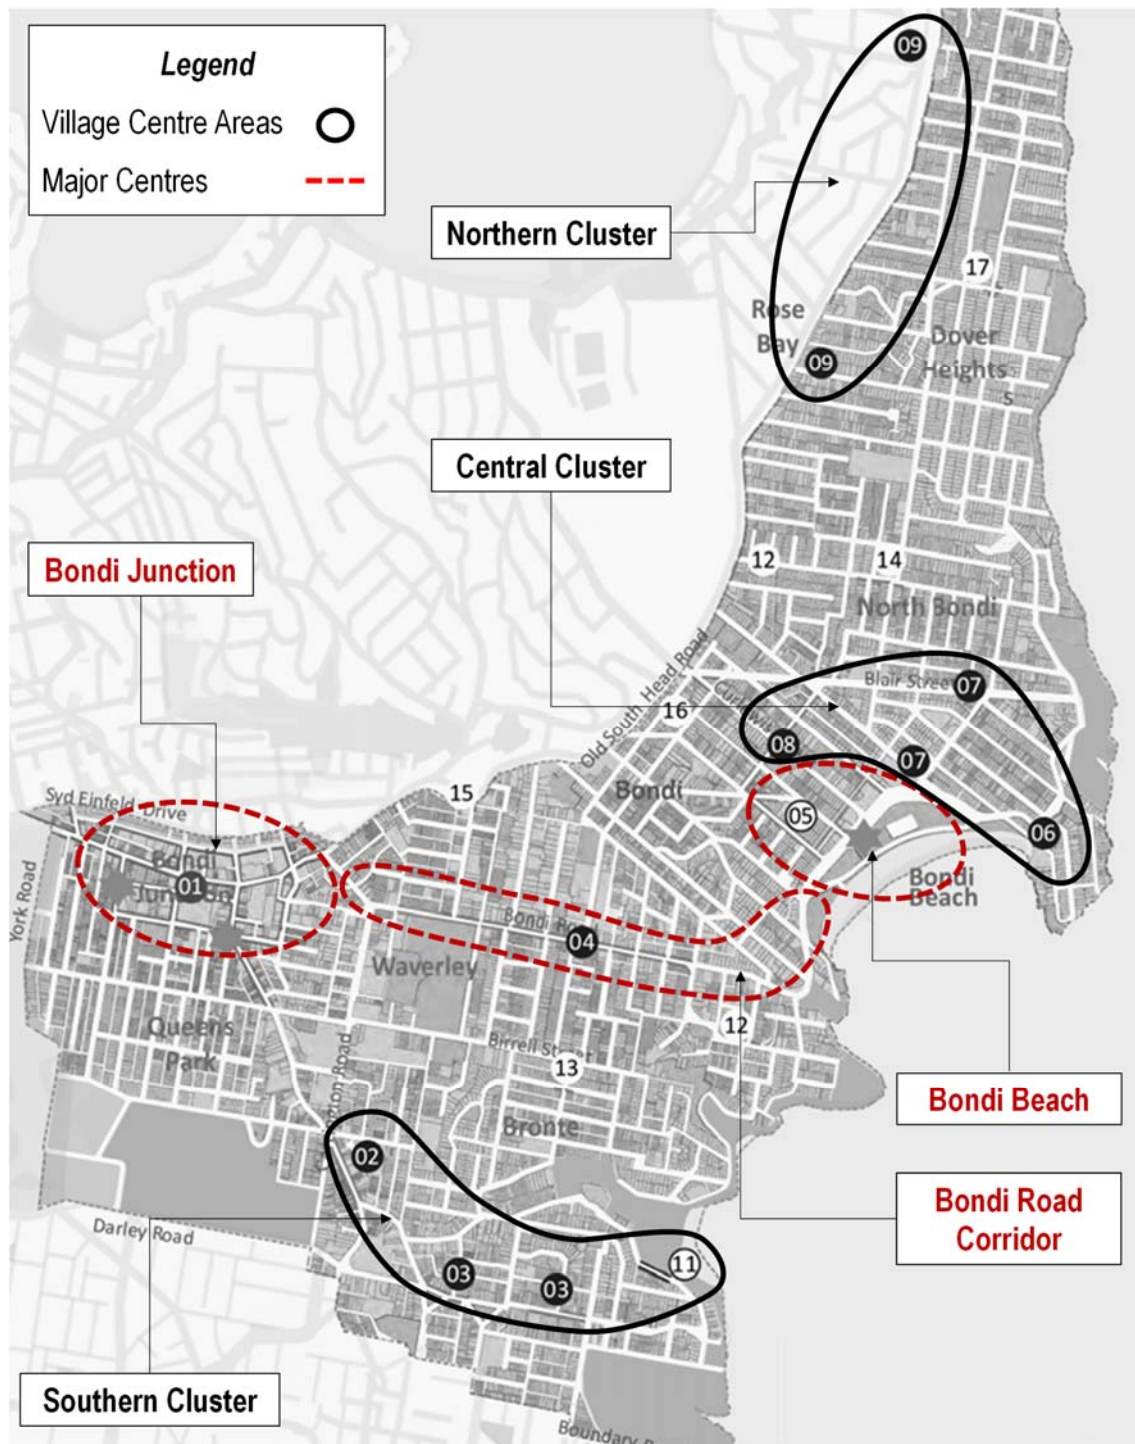 Legend
Village Centre Areas
Major Centres
09
Northern Cluster
17
Rose
Bay
Dover
Heights
s
09
Central Cluster
Bondi Junction
12
14
North Bondi
Old South Head Road
Blair Street
07
16
08
07
Bondi
15
Syd Einfeld Drive
05
06
Bondi
Junction
01
York Road
Bondi
Beach
Bondi
04
Waverley
12
Queens
Park
Birrell Street
13
Road
Bondi Beach
Bronte
02
Bondi Road
Corridor
Darley Road
11
03
03
Southern Cluster
Boundary